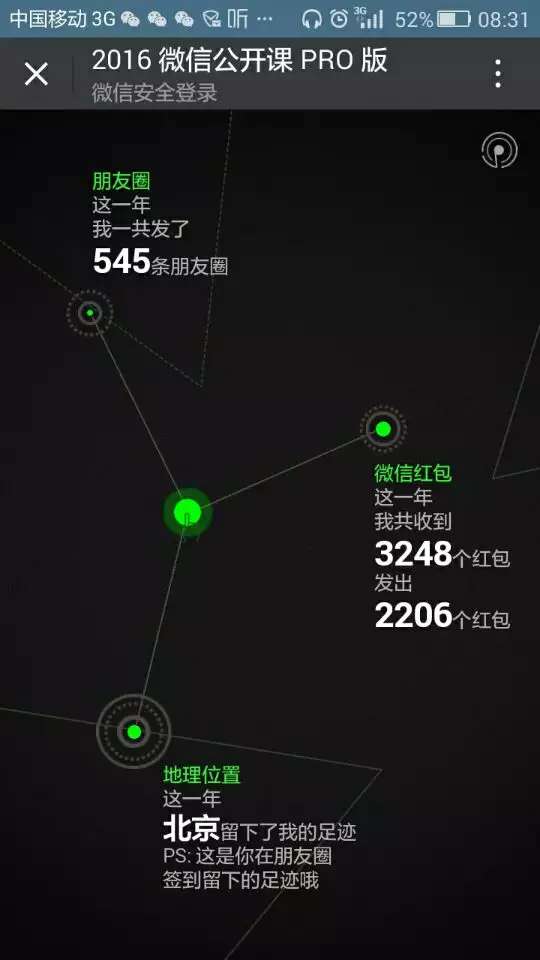 中国移动 3G 听 ··· 3G 52% 08:31
2016 微信公开课 PRO 版
微信安全登录
朋友圈
这一年
我一共发了
545条朋友圈
微信红包
这一年
我共收到
3248个红包
发出
2206个红包
地理位置
这一年
北京留下了我的足迹
PS: 这是你在朋友圈
签到留下的足迹哦